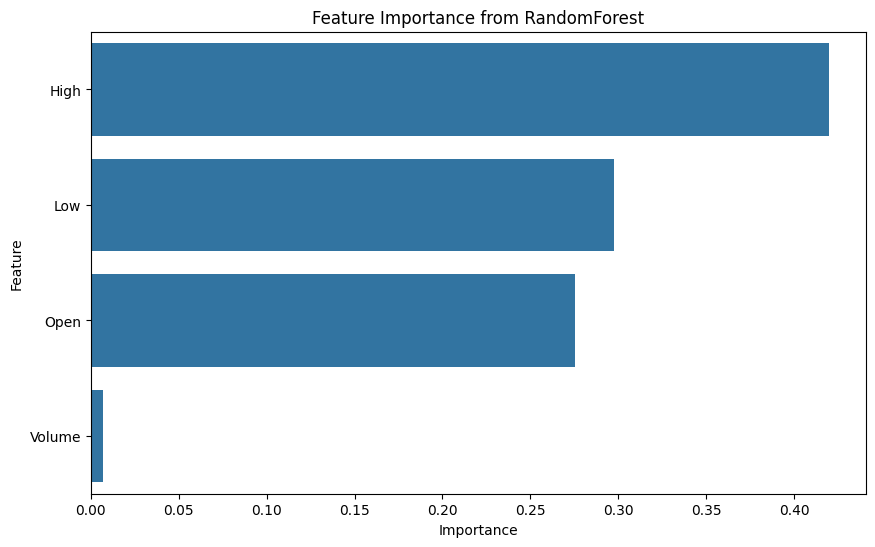 Feature Importance from RandomForest
High
Low
Open
Volume
Feature
0.00 0.05 0.10 0.15 0.20 0.25 0.30 0.35 0.40
Importance